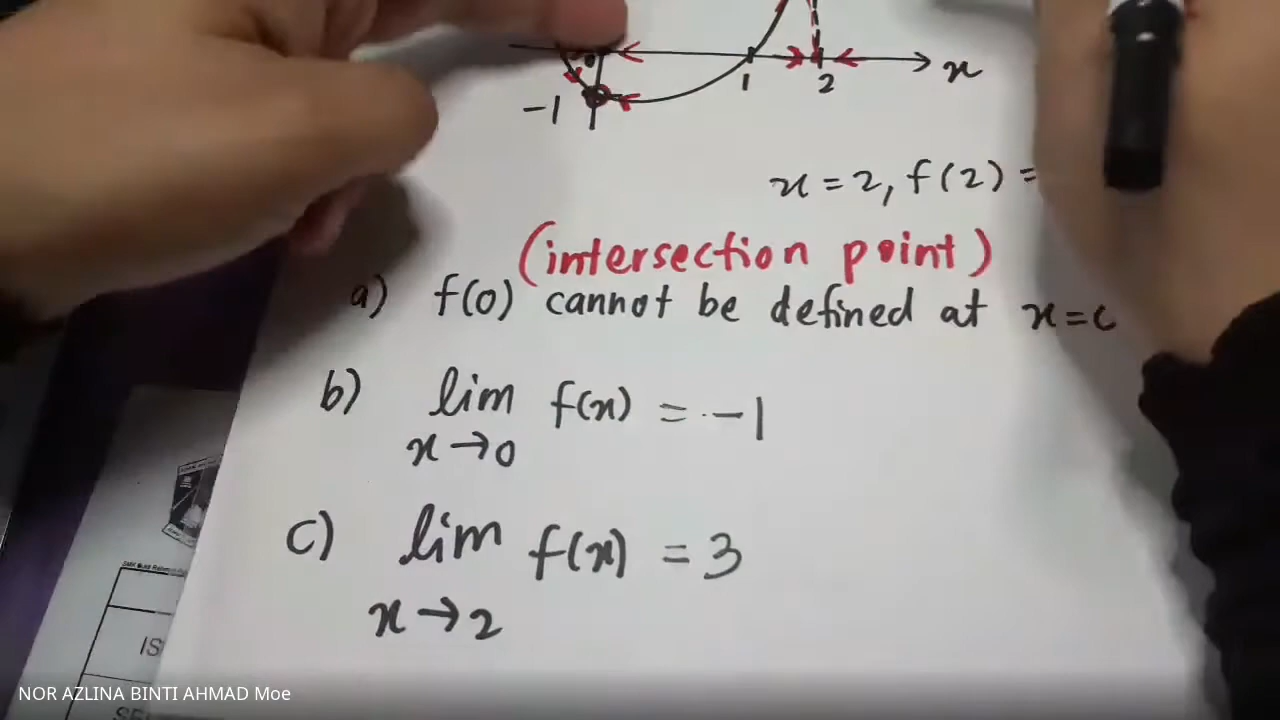 x
0
1
2
-1
x = 2, f(2) =
(intersection point)
a) f(0) cannot be defined at x=
b) lim f(x) = -1
x → 0
c) lim f(x) = 3
x → 2
IS
SE
NOR AZLINA BINTI AHMAD Moe